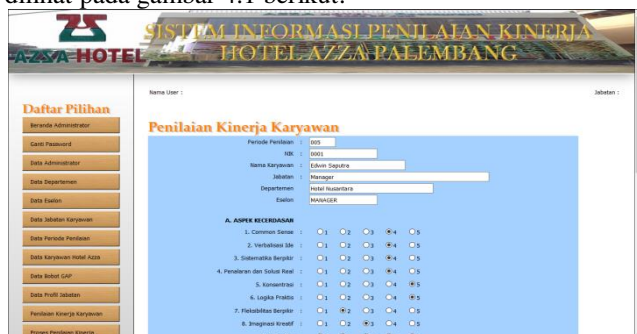 dilihat pada gambar 4.1 berikut:
AZZA HOTEL
SISTEM INFORMASI PENILAIAN KINERJA
HOTEL AZZA PALEMBANG
Nama User :
Jabatan :
Daftar Pilihan
Beranda Administrator
Ganti Password
Data Administrator
Data Departemen
Data Eselon
Data Jabatan Karyawan
Data Periode Penilaian
Data Karyawan Hotel Azza
Data Bobot GAP
Data Profil Jabatan
Penilaian Kinerja Karyawan
Proses Penilaian Kinerja
Penilaian Kinerja Karyawan
Periode Penilaian : 005
NIK : 0001
Nama Karyawan : Edwin Saputra
Jabatan : Manager
Departemen : Hotel Nusantara
Eselon : MANAGER
A. ASPEK KECERDASAN
1. Common Sense : 1 2 3 4 5
2. Verbalisasi Ide : 1 2 3 4 5
3. Sistematika Berpikir : 1 2 3 4 5
4. Penalaran dan Solusi Real : 1 2 3 4 5
5. Konsentrasi : 1 2 3 4 5
6. Logika Praktis : 1 2 3 4 5
7. Fleksibilitas Berpikir : 1 2 3 4 5
8. Imaginasi Kreatif : 1 2 3 4 5